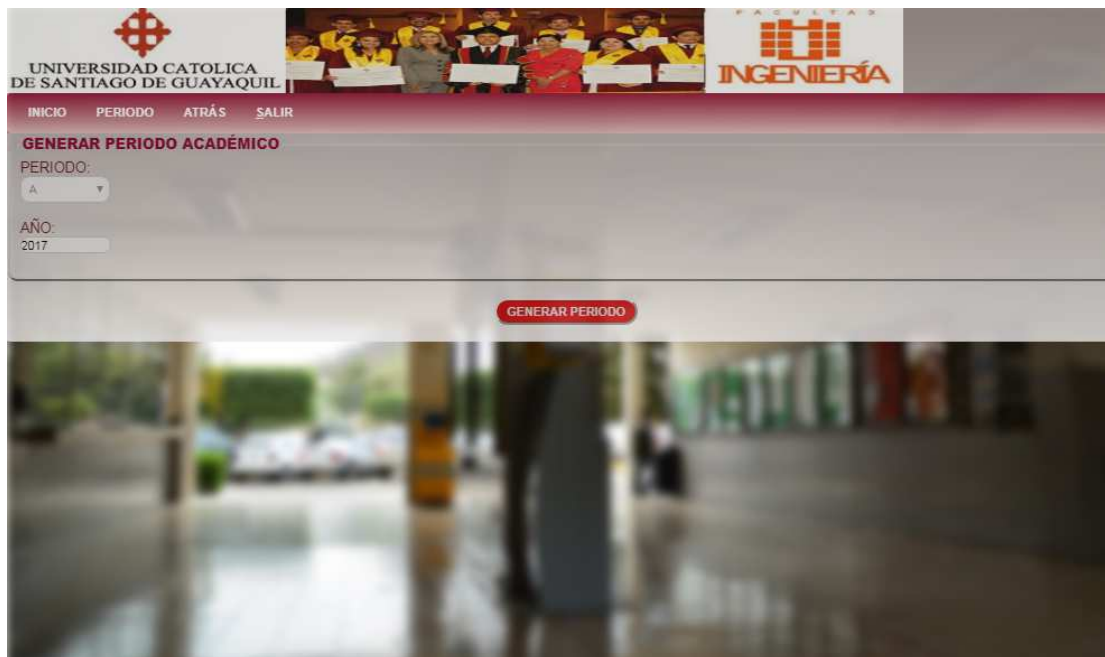 UNIVERSIDAD CATOLICA
DE SANTIAGO DE GUAYAQUIL
FACULTAD
INGENIERÍA
INICIO PERIODO ATRÁS SALIR
GENERAR PERIODO ACADÉMICO
PERIODO:
A
AÑO:
2017
GENERAR PERIODO